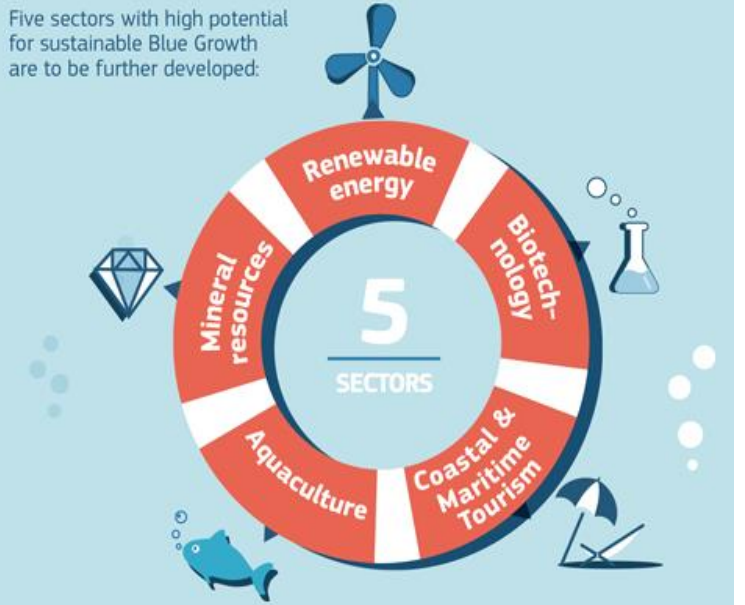 Five sectors with high potential
for sustainable Blue Growth
are to be further developed:
Renewable
energy
Biotech-
nology
Coastal &
Maritime
Tourism
Aquaculture
Mineral
resources
5
SECTORS